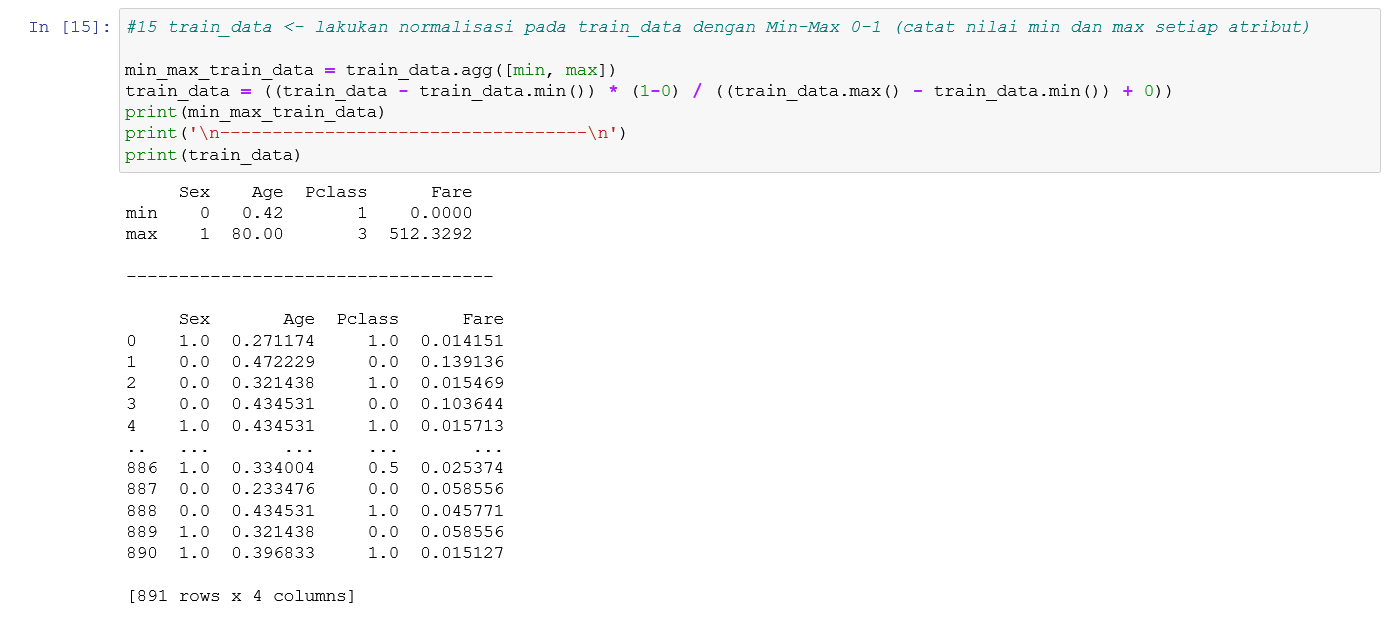 In [15]: #15 train_data <- lakukan normalisasi pada train_data dengan Min-Max 0-1 (catat nilai min dan max setiap atribut)
min_max_train_data = train_data.agg([min, max])
train_data = ((train_data - train_data.min()) * (1-0) / ((train_data.max() - train_data.min()) + 0))
print(min_max_train_data)
print('\n-----------------------------------\n')
print(train_data)
Sex Age Pclass Fare
min 0 0.42 1 0.0000
max 1 80.00 3 512.3292
-----------------------------------
Sex Age Pclass Fare
0 1.0 0.271174 1.0 0.014151
1 0.0 0.472229 0.0 0.139136
2 0.0 0.321438 1.0 0.015469
3 0.0 0.434531 0.0 0.103644
4 1.0 0.434531 1.0 0.015713
.. ... ... ... ...
886 1.0 0.334004 0.5 0.025374
887 0.0 0.233476 0.0 0.058556
888 0.0 0.434531 1.0 0.045771
889 1.0 0.321438 0.0 0.058556
890 1.0 0.396833 1.0 0.015127
[891 rows x 4 columns]